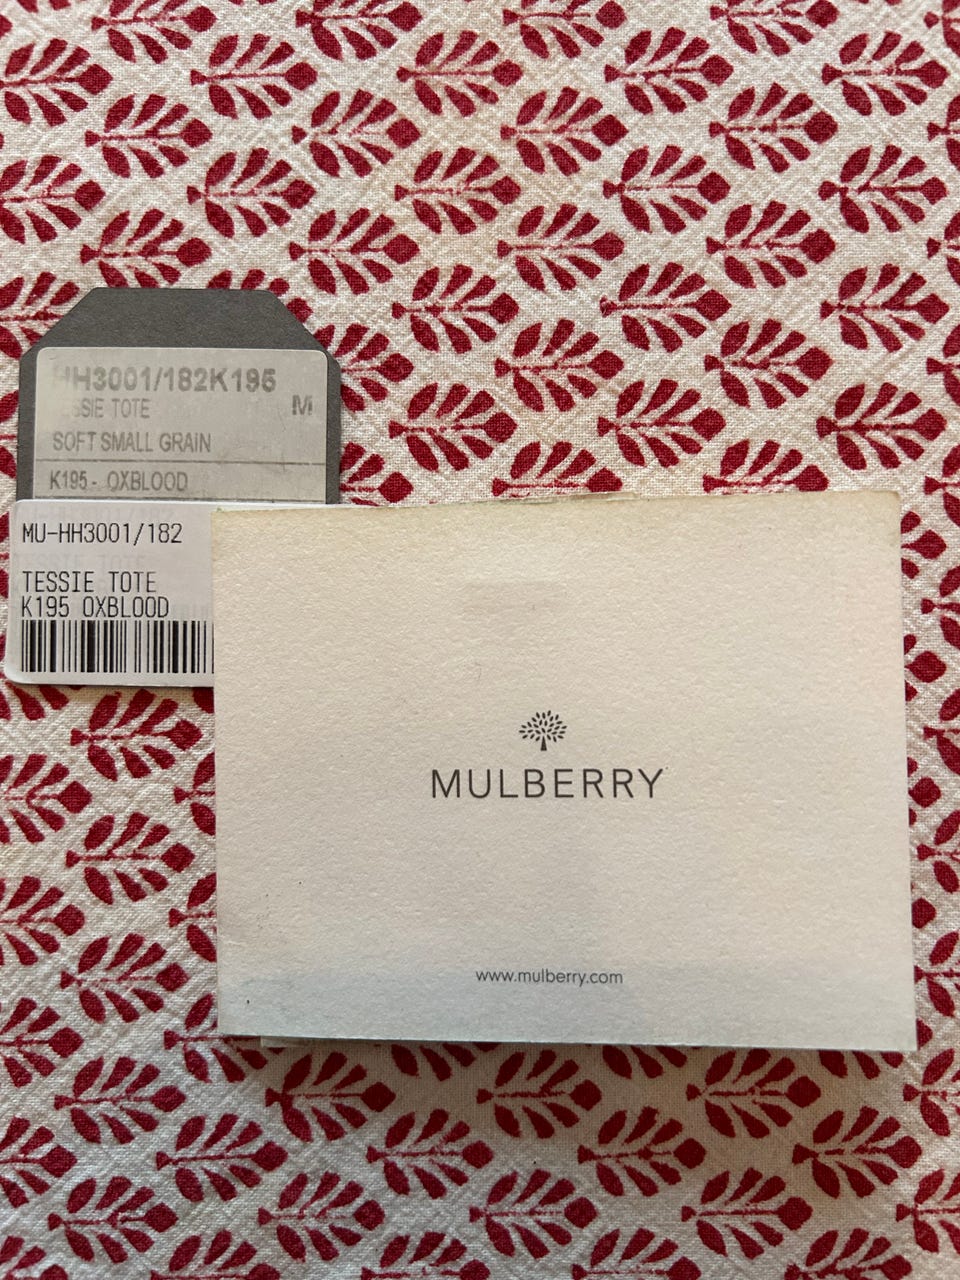 HH3001/182K195
TESSIE TOTE M
SOFT SMALL GRAIN
K195 - OXBLOOD
MU-HH3001/182
TESSIE TOTE
K195 OXBLOOD
MULBERRY
www.mulberry.com